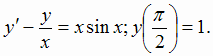 y′ − y/x = x sin x; y(π/2) = 1.